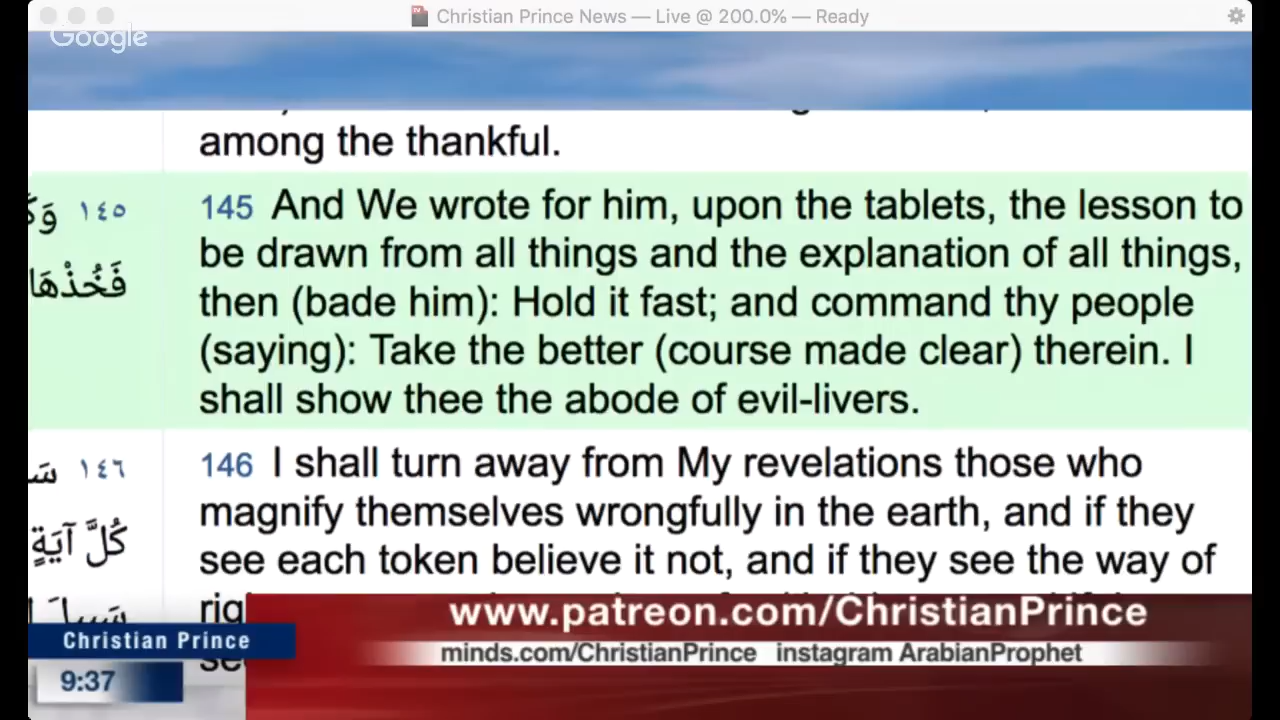 Christian Prince News — Live @ 200.0% — Ready
Google
among the thankful.
145 And We wrote for him, upon the tablets, the lesson to
be drawn from all things and the explanation of all things,
then (bade him): Hold it fast; and command thy people
(saying): Take the better (course made clear) therein. I
shall show thee the abode of evil-livers.
١٤٥
فَخُذْهَا
146 I shall turn away from My revelations those who
magnify themselves wrongfully in the earth, and if they
see each token believe it not, and if they see the way of
١٤٦
كُلَّ آيَةٍ
www.patreon.com/ChristianPrince
minds.com/ChristianPrince instagram ArabianProphet
Christian Prince
9:37